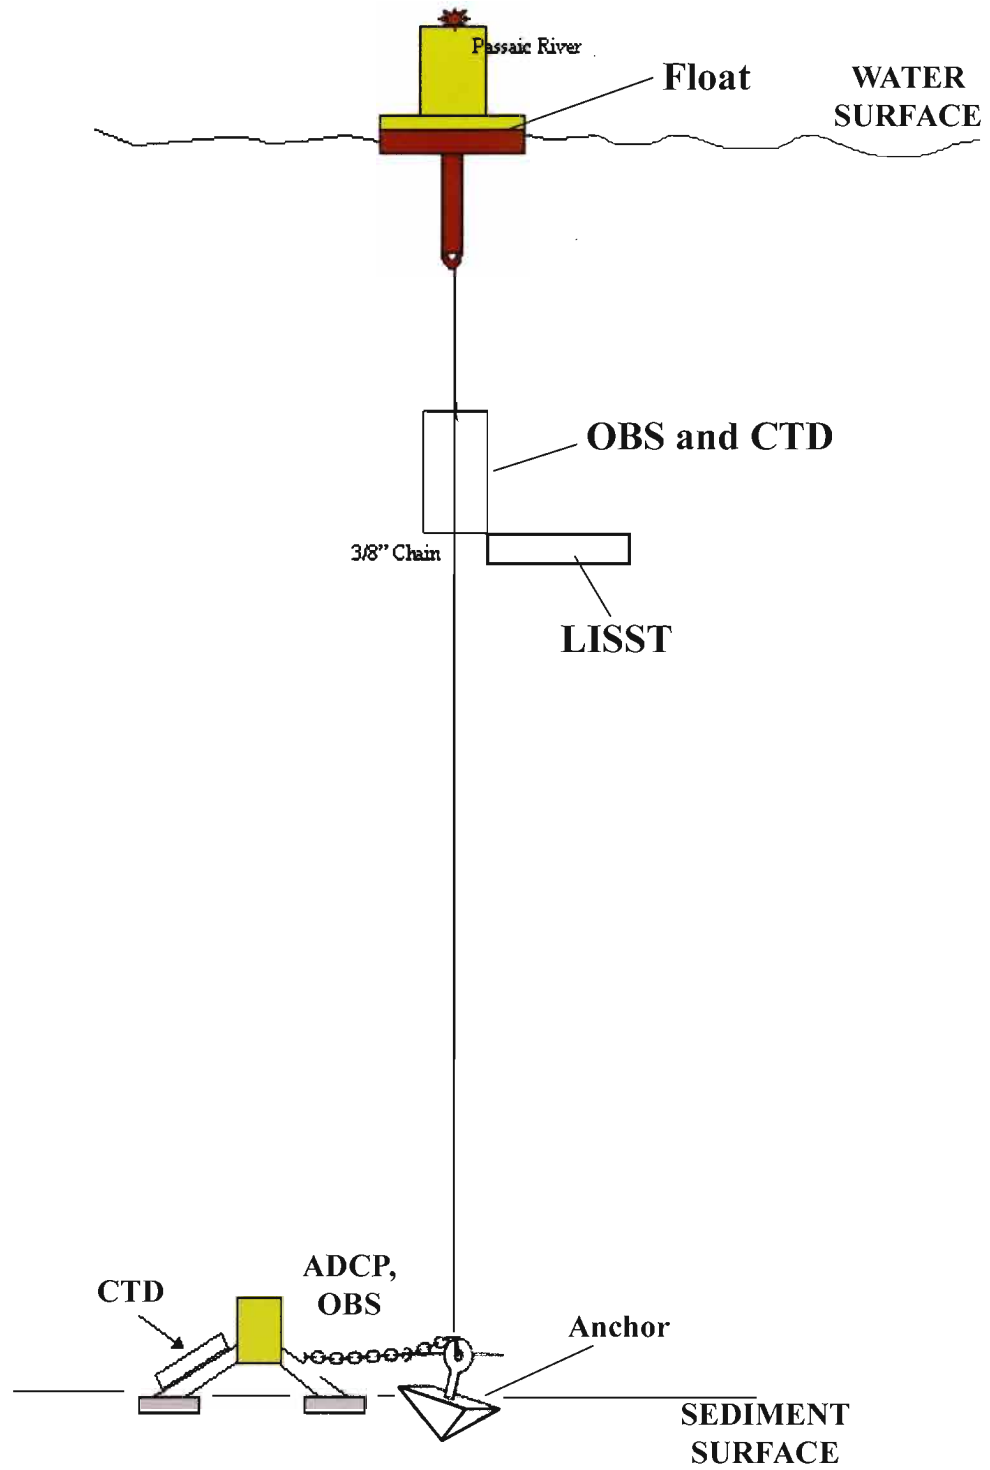 Passaic River
Float
WATER
SURFACE
OBS and CTD
3/8” Chain
LISST
ADCP,
OBS
CTD
Anchor
SEDIMENT
SURFACE